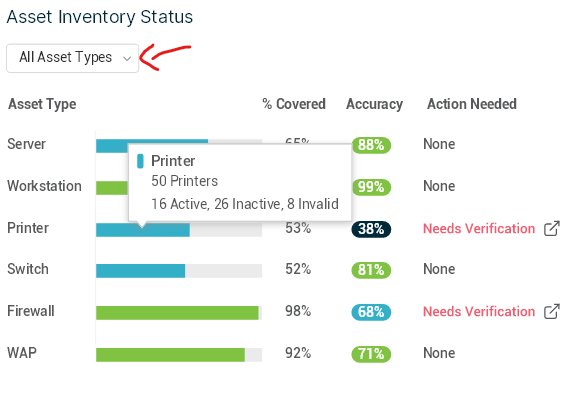 Asset Inventory Status
All Asset Types
Asset Type % Covered Accuracy Action Needed
Server 65% 88% None
Printer
50 Printers
16 Active, 26 Inactive, 8 Invalid
Workstation 99% None
Printer 53% 38% Needs Verification
Switch 52% 81% None
Firewall 98% 68% Needs Verification
WAP 92% 71% None